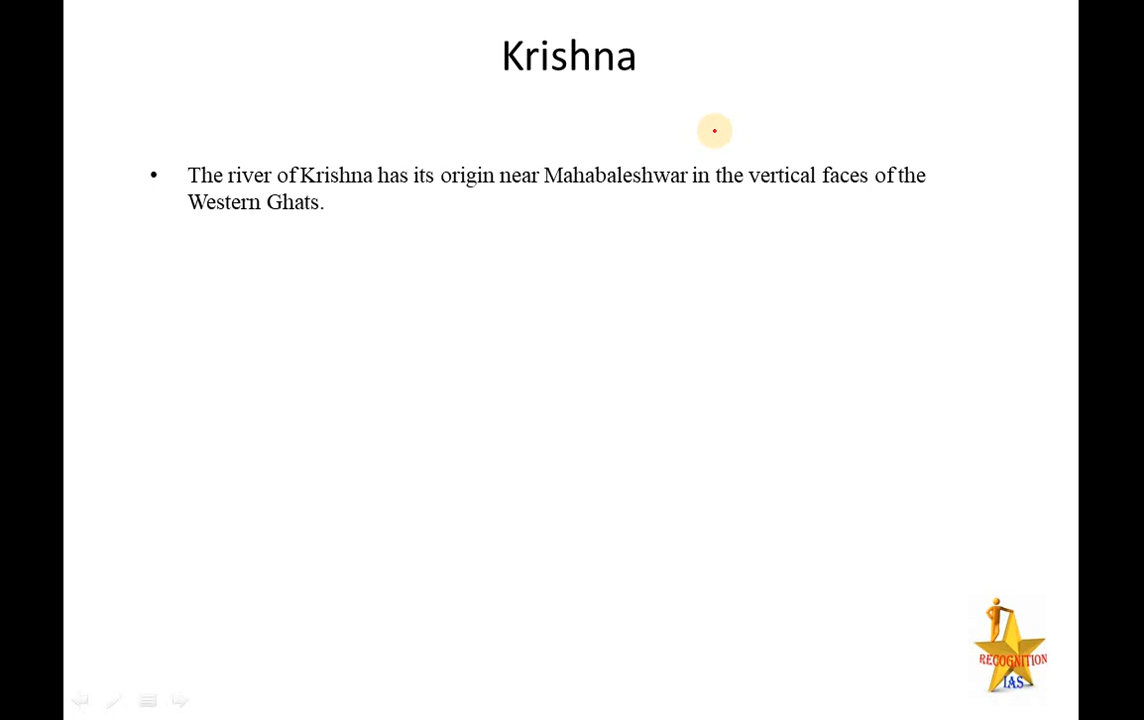 Krishna
• The river of Krishna has its origin near Mahabaleshwar in the vertical faces of the
Western Ghats.
RECOGNITION
IAS